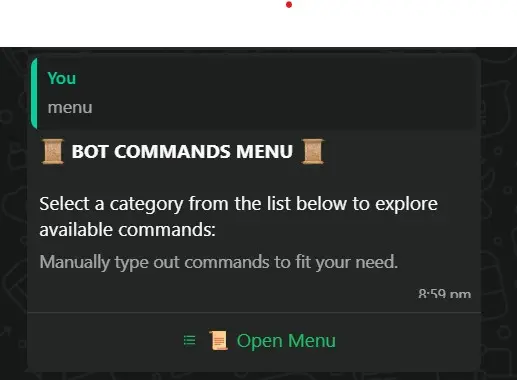 You
menu
📜 BOT COMMANDS MENU 📜
Select a category from the list below to explore
available commands:
Manually type out commands to fit your need.
8:59 pm
📜 Open Menu